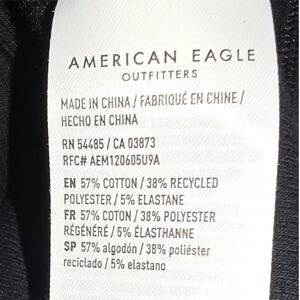 AMERICAN EAGLE
OUTFITTERS
MADE IN CHINA / FABRIQUÉ EN CHINE /
HECHO EN CHINA
RN 54485 / CA 03873
RFC# AEM120605U9A
EN 57% COTTON / 38% RECYCLED
POLYESTER / 5% ELASTANE
FR 57% COTON / 38% POLYESTER
RÉGÉNÉRÉ / 5% ÉLASTHANNE
SP 57% algodón / 38% poliéster
reciclado / 5% elastano